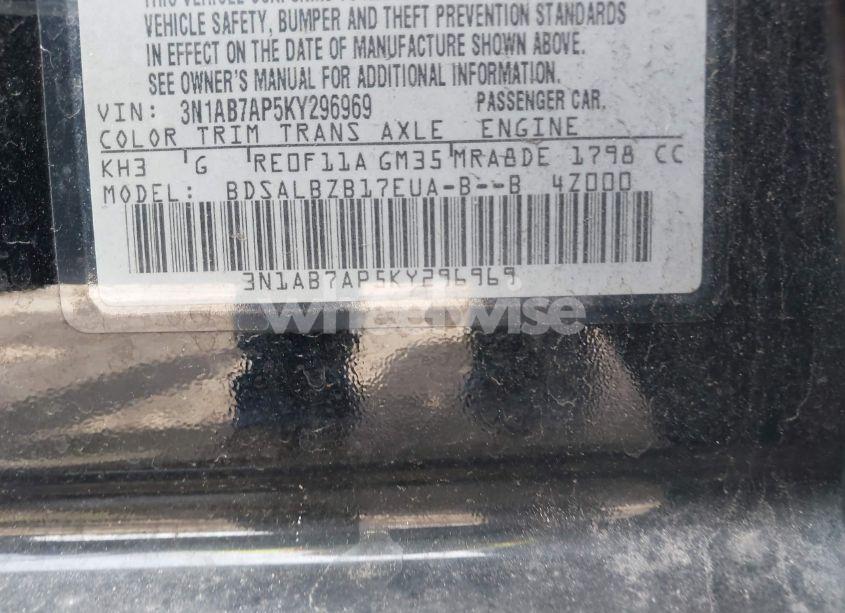 VEHICLE SAFETY, BUMPER AND THEFT PREVENTION STANDARDS
IN EFFECT ON THE DATE OF MANUFACTURE SHOWN ABOVE.
SEE OWNER'S MANUAL FOR ADDITIONAL INFORMATION.
VIN: 3N1AB7AP5KY296969 PASSENGER CAR.
COLOR TRIM TRANS AXLE ENGINE
KH3 G RE0F11A GM35 MRA8DE 1798 CC
MODEL: BDSALBZB17EUA-B--B 4Z000
3N1AB7AP5KY296969
wheelwise